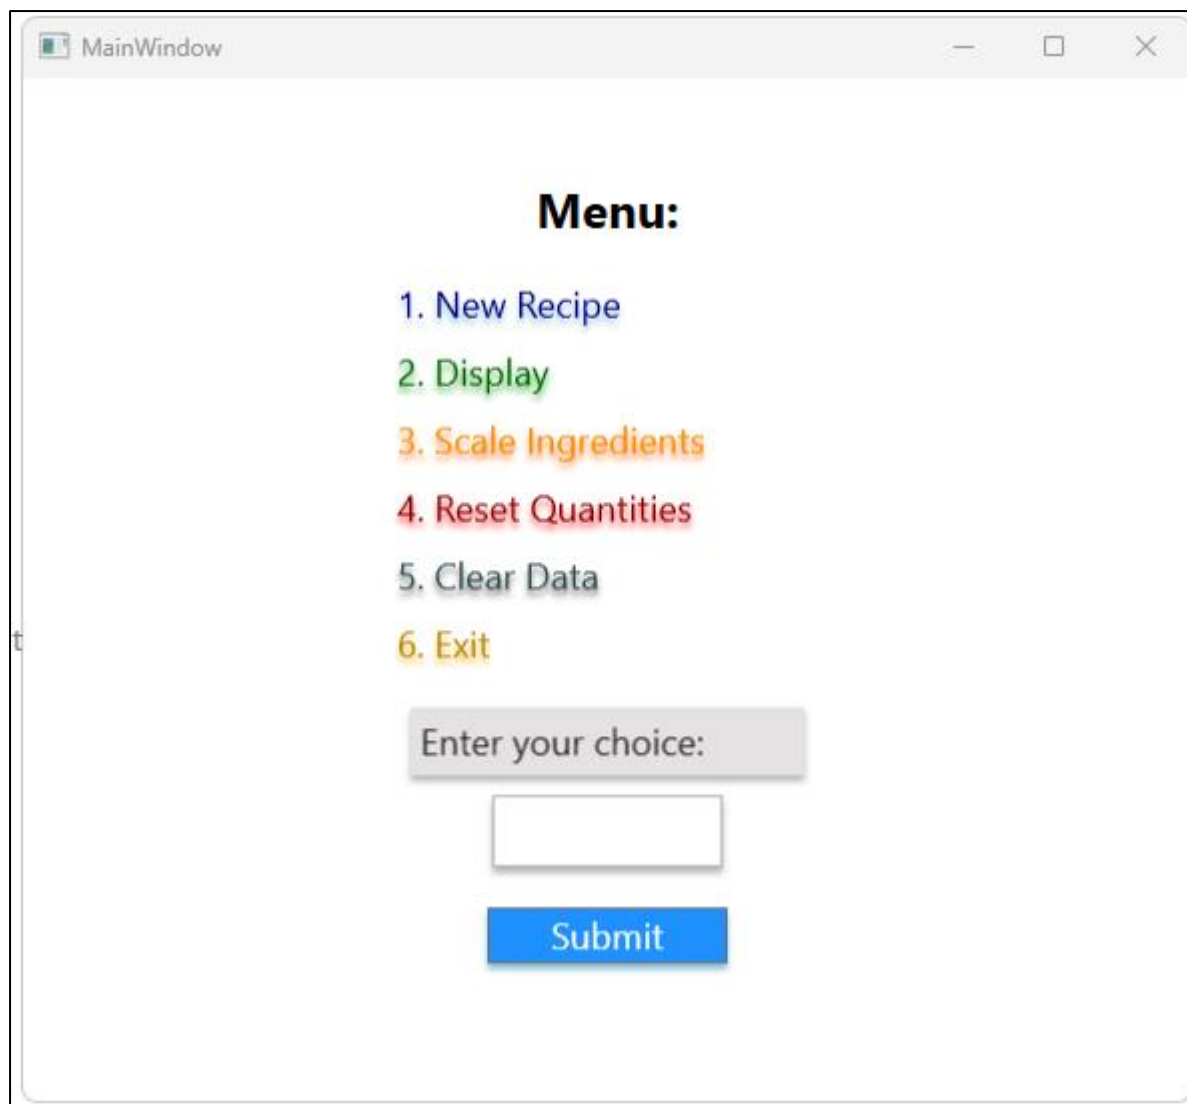 MainWindow
Menu:
1. New Recipe
2. Display
3. Scale Ingredients
4. Reset Quantities
5. Clear Data
t
6. Exit
Enter your choice:
Submit